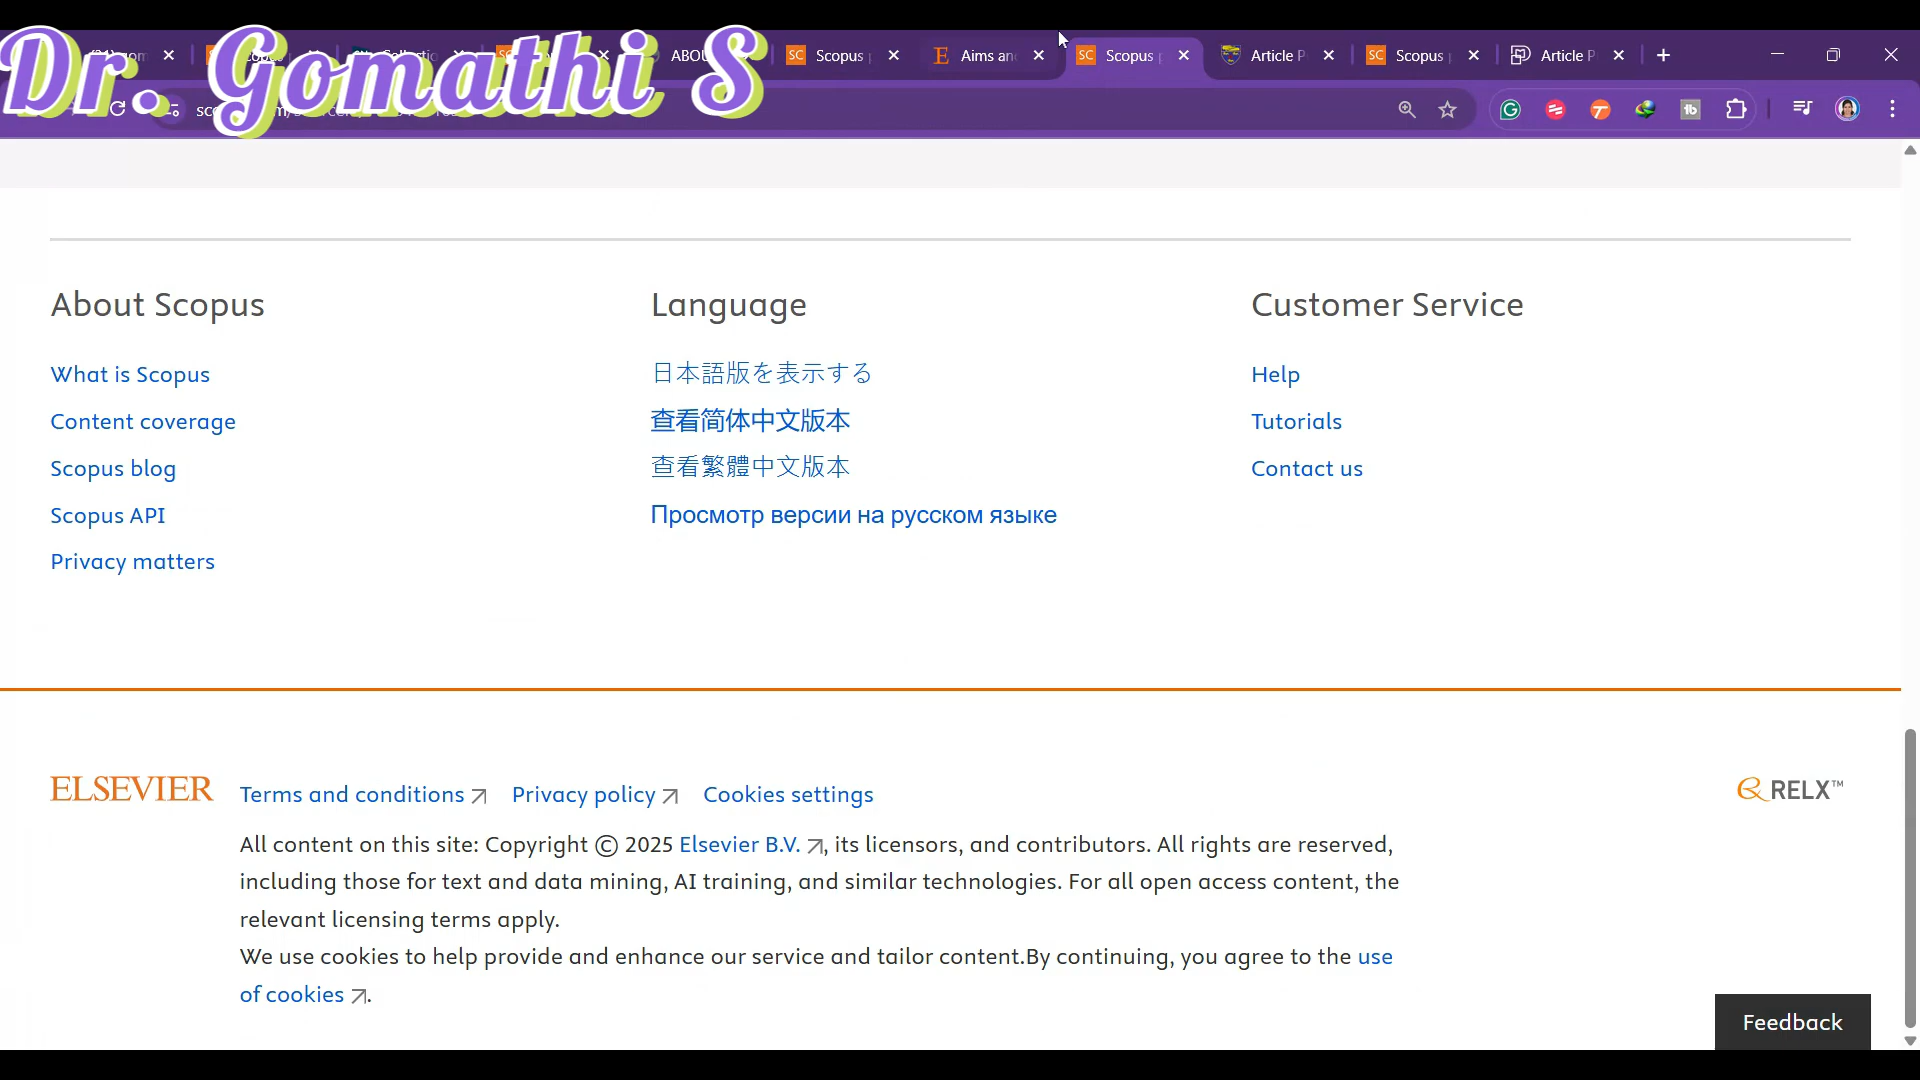 Dr. Gomathi S
ABOU
Scopus
Aims an
Scopus
Article P
Scopus
Article P
About Scopus
What is Scopus
Content coverage
Scopus blog
Scopus API
Privacy matters
Language
日本語版を表示する
查看简体中文版本
查看繁體中文版本
Просмотр версии на русском языке
Customer Service
Help
Tutorials
Contact us
ELSEVIER
Terms and conditions
Privacy policy
Cookies settings
RELX™
All content on this site: Copyright © 2025 Elsevier B.V. , its licensors, and contributors. All rights are reserved,
including those for text and data mining, AI training, and similar technologies. For all open access content, the
relevant licensing terms apply.
We use cookies to help provide and enhance our service and tailor content.By continuing, you agree to the use
of cookies .
Feedback